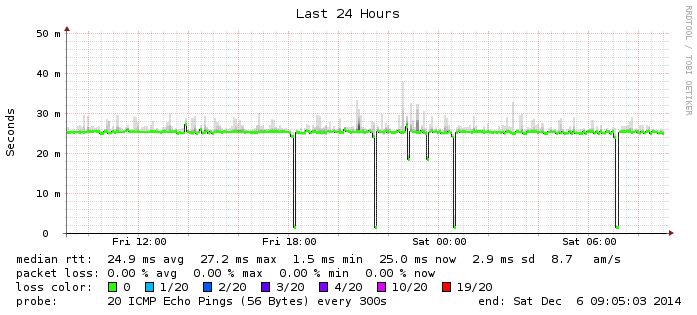 Last 24 Hours
RRDTOOL / TOBI OETIKER
Seconds
50 m
40 m
30 m
20 m
10 m
0
Fri 12:00 Fri 18:00 Sat 00:00 Sat 06:00
median rtt: 24.9 ms avg 27.2 ms max 1.5 ms min 25.0 ms now 2.9 ms sd 8.7 am/s
packet loss: 0.00 % avg 0.00 % max 0.00 % min 0.00 % now
loss color: 0 1/20 2/20 3/20 4/20 10/20 19/20
probe: 20 ICMP Echo Pings (56 Bytes) every 300s end: Sat Dec 6 09:05:03 2014